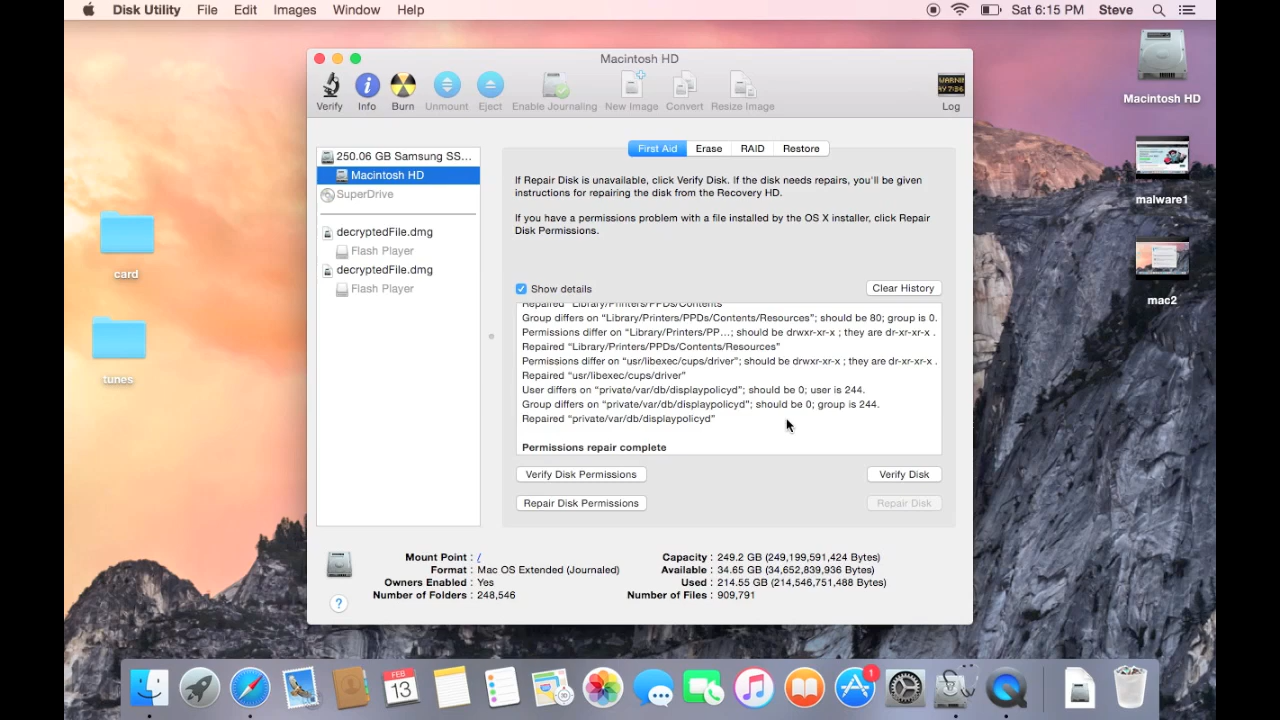 Disk Utility File Edit Images Window Help Sat 6:15 PM Steve
Macintosh HD
Verify Info Burn Unmount Eject Enable Journaling New Image Convert Resize Image Log
WARNIN
AY 7:36
Macintosh HD
malware1
mac2
card
tunes
250.06 GB Samsung SS...
Macintosh HD
SuperDrive
decryptedFile.dmg
Flash Player
decryptedFile.dmg
Flash Player
First Aid Erase RAID Restore
If Repair Disk is unavailable, click Verify Disk. If the disk needs repairs, you'll be given
instructions for repairing the disk from the Recovery HD.
If you have a permissions problem with a file installed by the OS X installer, click Repair
Disk Permissions.
Show details Clear History
Repaired “Library/Printers/PPDs/Contents”
Group differs on “Library/Printers/PPDs/Contents/Resources”; should be 80; group is 0.
Permissions differ on “Library/Printers/PP...; should be drwxr-xr-x ; they are dr-xr-xr-x .
Repaired “Library/Printers/PPDs/Contents/Resources”
Permissions differ on “usr/libexec/cups/driver”; should be drwxr-xr-x ; they are dr-xr-xr-x .
Repaired “usr/libexec/cups/driver”
User differs on “private/var/db/displaypolicyd”; should be 0; user is 244.
Group differs on “private/var/db/displaypolicyd”; should be 0; group is 244.
Repaired “private/var/db/displaypolicyd”
Permissions repair complete
Verify Disk Permissions Verify Disk
Repair Disk Permissions Repair Disk
Mount Point : /
Format : Mac OS Extended (Journaled)
Owners Enabled : Yes
Number of Folders : 248,546
Capacity : 249.2 GB (249,199,591,424 Bytes)
Available : 34.65 GB (34,652,839,936 Bytes)
Used : 214.55 GB (214,546,751,488 Bytes)
Number of Files : 909,791
?
FEB
13
1